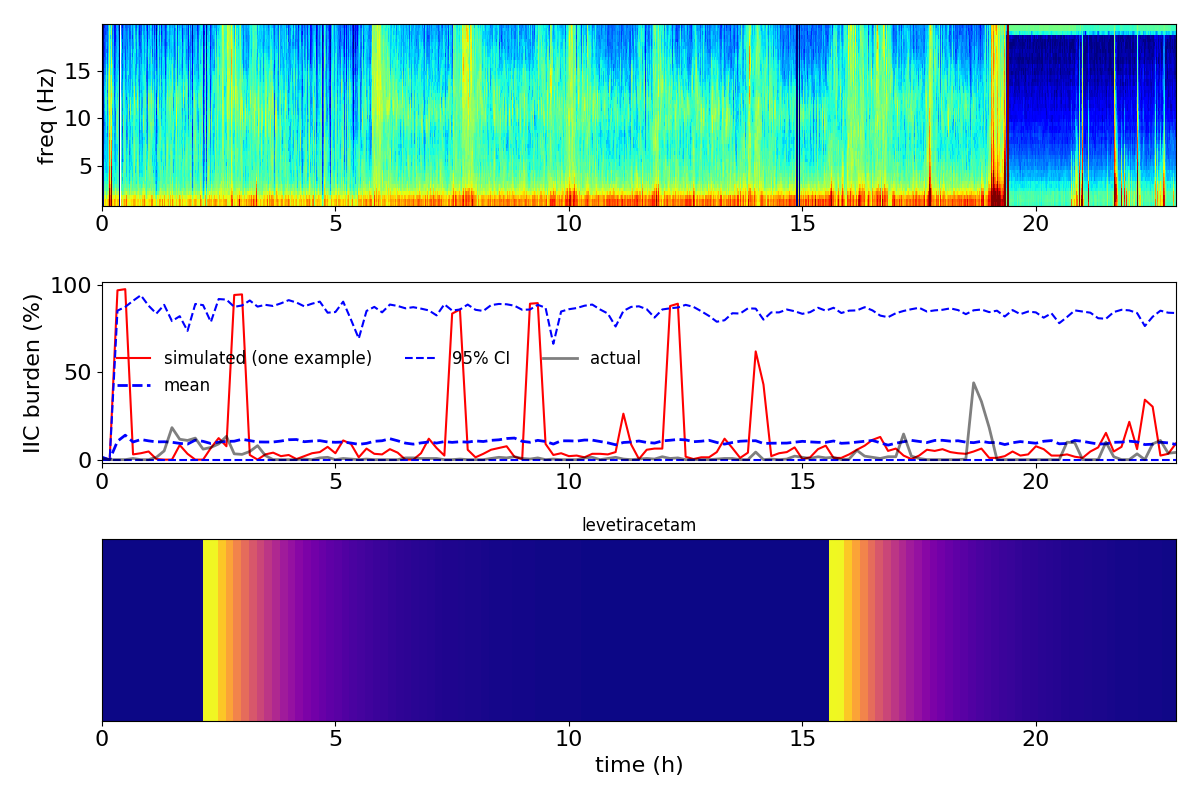 freq (Hz)
15
10
5
0 5 10 15 20
IIC burden (%)
100
50
0
simulated (one example) 95% CI actual
mean
0 5 10 15 20
levetiracetam
0 5 10 15 20
time (h)